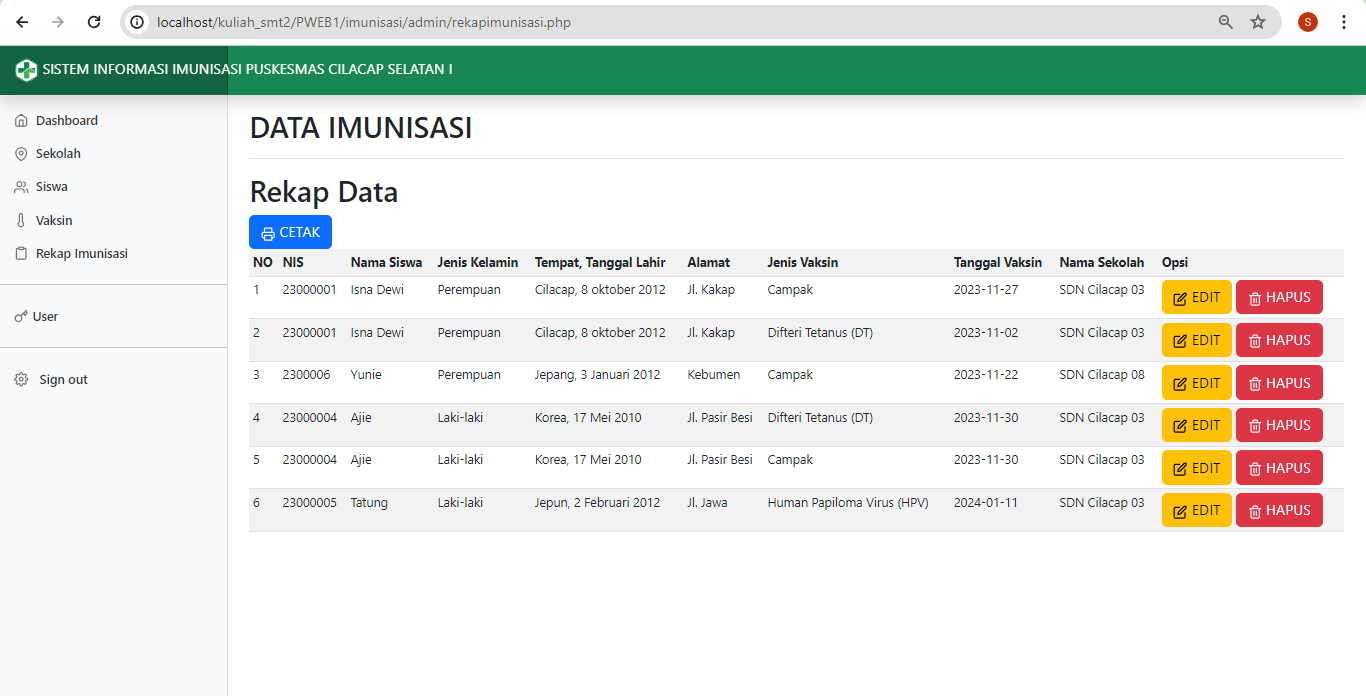 localhost/kuliah_smt2/PWEB1/imunisasi/admin/rekapimunisasi.php
S
SISTEM INFORMASI IMUNISASI PUSKESMAS CILACAP SELATAN I
Dashboard
Sekolah
Siswa
Vaksin
Rekap Imunisasi
User
Sign out
DATA IMUNISASI
Rekap Data
CETAK
NO NIS Nama Siswa Jenis Kelamin Tempat, Tanggal Lahir Alamat Jenis Vaksin Tanggal Vaksin Nama Sekolah Opsi
1 23000001 Isna Dewi Perempuan Cilacap, 8 oktober 2012 Jl. Kakap Campak 2023-11-27 SDN Cilacap 03 EDIT HAPUS
2 23000001 Isna Dewi Perempuan Cilacap, 8 oktober 2012 Jl. Kakap Difteri Tetanus (DT) 2023-11-02 SDN Cilacap 03 EDIT HAPUS
3 2300006 Yunie Perempuan Jepang, 3 Januari 2012 Kebumen Campak 2023-11-22 SDN Cilacap 08 EDIT HAPUS
4 23000004 Ajie Laki-laki Korea, 17 Mei 2010 Jl. Pasir Besi Difteri Tetanus (DT) 2023-11-30 SDN Cilacap 03 EDIT HAPUS
5 23000004 Ajie Laki-laki Korea, 17 Mei 2010 Jl. Pasir Besi Campak 2023-11-30 SDN Cilacap 03 EDIT HAPUS
6 23000005 Tatung Laki-laki Jepun, 2 Februari 2012 Jl. Jawa Human Papiloma Virus (HPV) 2024-01-11 SDN Cilacap 03 EDIT HAPUS